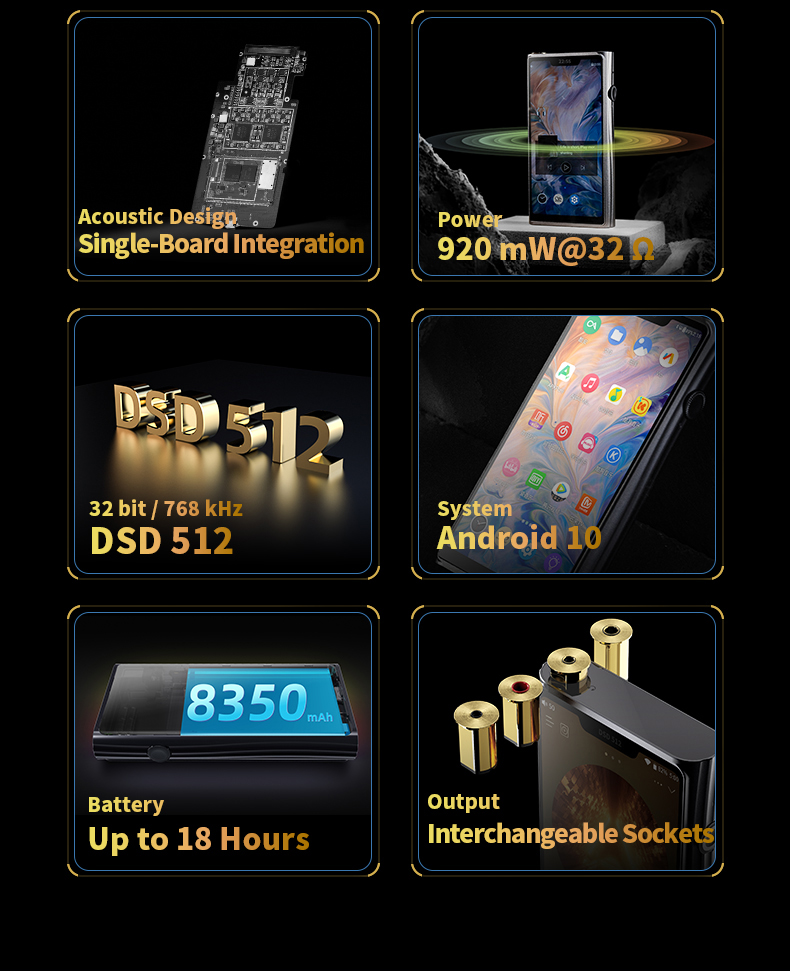 Acoustic Design
Single-Board Integration
Power
920 mW@32 Ω
DSD 512
32 bit / 768 kHz
DSD 512
System
Android 10
8350 mAh
Battery
Up to 18 Hours
Output
Interchangeable Sockets